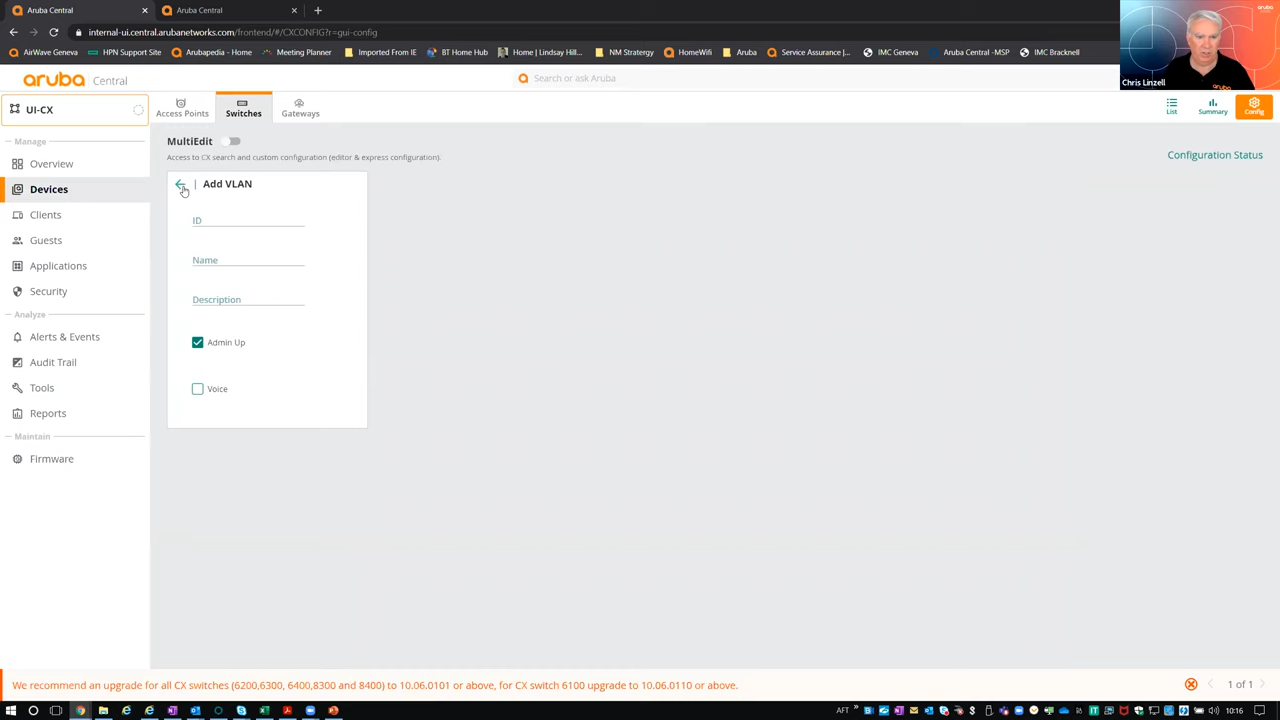 Aruba Central
Aruba Central
internal-ui.central.arubanetworks.com/frontend/#/CXCONFIG?r=gui-config
AirWave Geneva
HPN Support Site
Arubapedia - Home
Meeting Planner
Imported From IE
BT Home Hub
Home | Lindsay Hill...
NM Stratergy
HomeWifi
Aruba
Service Assurance |...
IMC Geneva
Aruba Central -MSP
IMC Bracknell
Chris Linzell
aruba
aruba Central
Search or ask Aruba
UI-CX
Access Points
Switches
Gateways
List
Summary
Config
Manage
Overview
Devices
Clients
Guests
Applications
Security
Analyze
Alerts & Events
Audit Trail
Tools
Reports
Maintain
Firmware
MultiEdit
Access to CX search and custom configuration (editor & express configuration).
Configuration Status
Add VLAN
ID
Name
Description
Admin Up
Voice
We recommend an upgrade for all CX switches (6200,6300, 6400,8300 and 8400) to 10.06.0101 or above, for CX switch 6100 upgrade to 10.06.0110 or above.
1 of 1
AFT
10:16